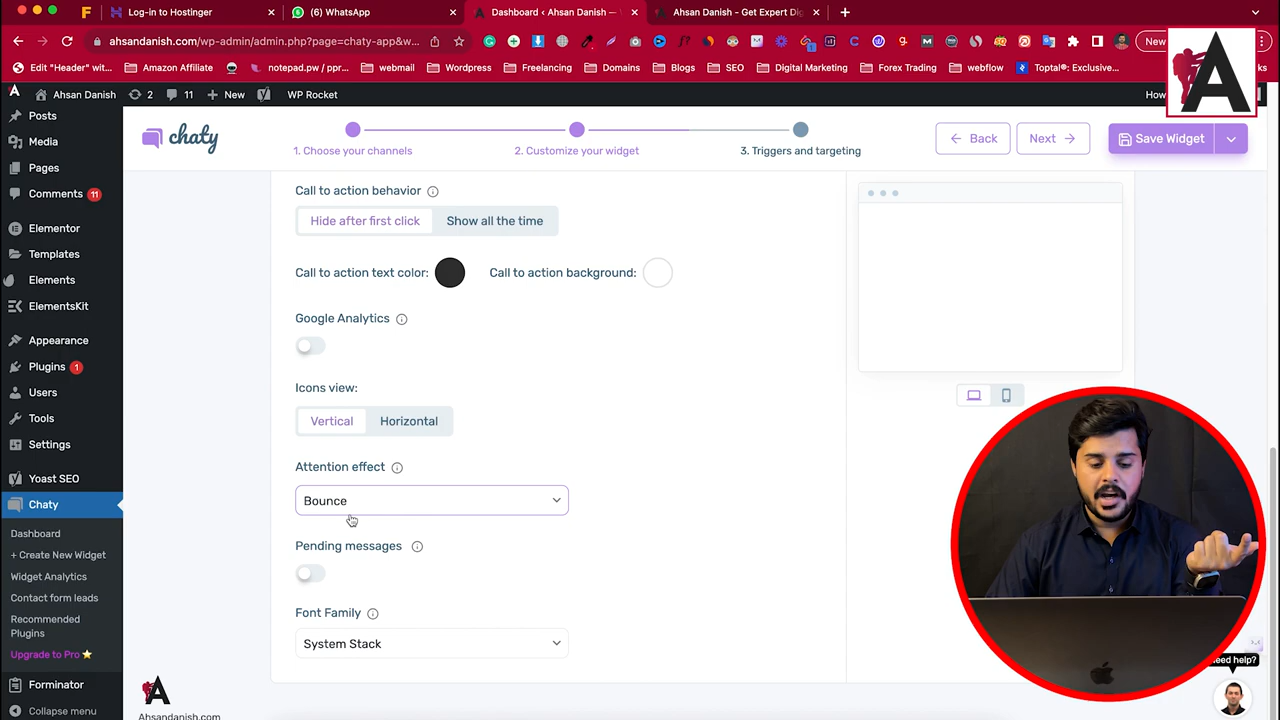 Log-in to Hostinger
(6) WhatsApp
Dashboard ‹ Ahsan Danish —
Ahsan Danish - Get Expert Dig
ahsandanish.com/wp-admin/admin.php?page=chaty-app&w...
New
Edit "Header" wit...
Amazon Affiliate
notepad.pw / ppr...
webmail
Wordpress
Freelancing
Domains
Blogs
SEO
Digital Marketing
Forex Trading
webflow
Toptal®: Exclusive...
Ahsan Danish
2
11
New
WP Rocket
How
A
Posts
Media
Pages
Comments 11
Elementor
Templates
Elements
ElementsKit
Appearance
Plugins 1
Users
Tools
Settings
Yoast SEO
Chaty
Dashboard
+ Create New Widget
Widget Analytics
Contact form leads
Recommended
Plugins
Upgrade to Pro
Forminator
Collapse menu
chaty
1. Choose your channels
2. Customize your widget
3. Triggers and targeting
Back
Next
Save Widget
Call to action behavior
Hide after first click
Show all the time
Call to action text color:
Call to action background:
Google Analytics
Icons view:
Vertical
Horizontal
Attention effect
Bounce
Pending messages
Font Family
System Stack
need help?
A
Ahsandanish.com